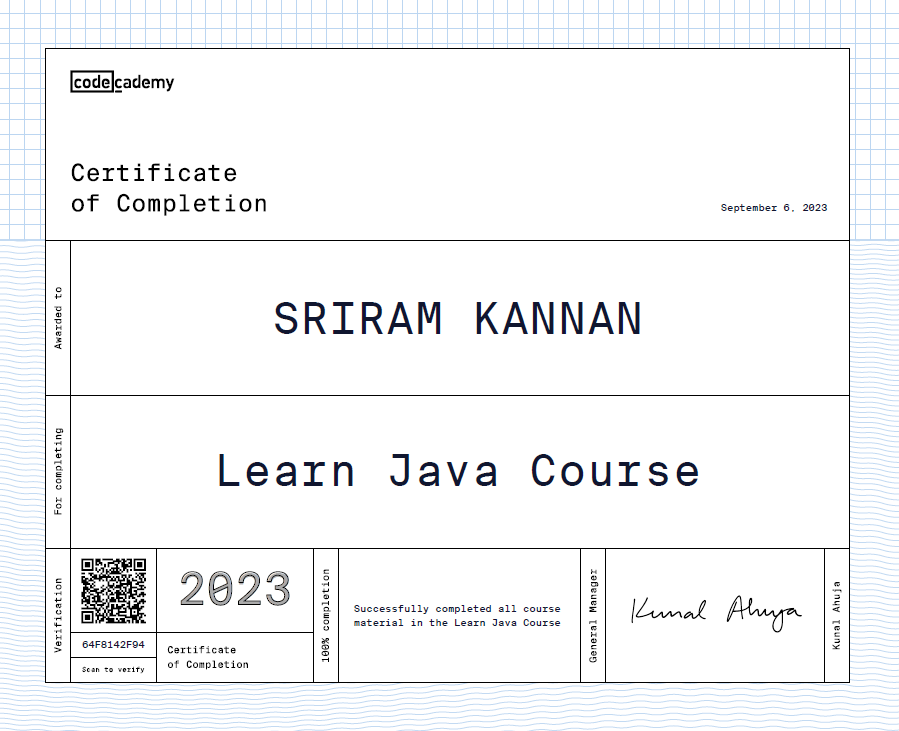 codecademy
Certificate
of Completion
September 6, 2023
Awarded to
SRIRAM KANNAN
For completing
Learn Java Course
Verification
64F8142F94
Scan to verify
2023
Certificate
of Completion
100% completion
Successfully completed all course
material in the Learn Java Course
General Manager
Kunal Ahuja
Kunal Ahuja